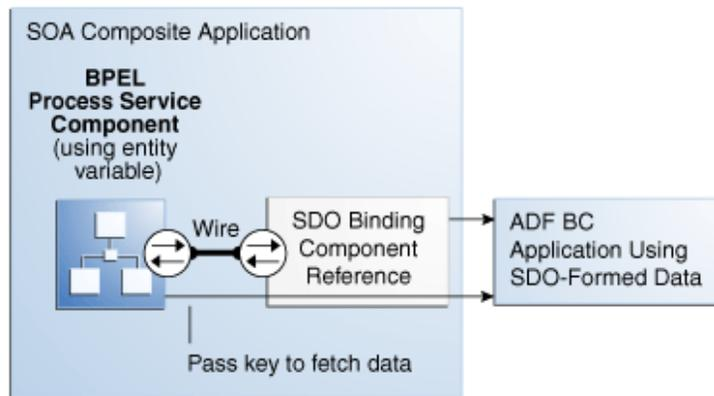 SOA Composite Application
BPEL
Process Service
Component
(using entity
variable)
Wire
SDO Binding
Component
Reference
ADF BC
Application Using
SDO-Formed Data
Pass key to fetch data